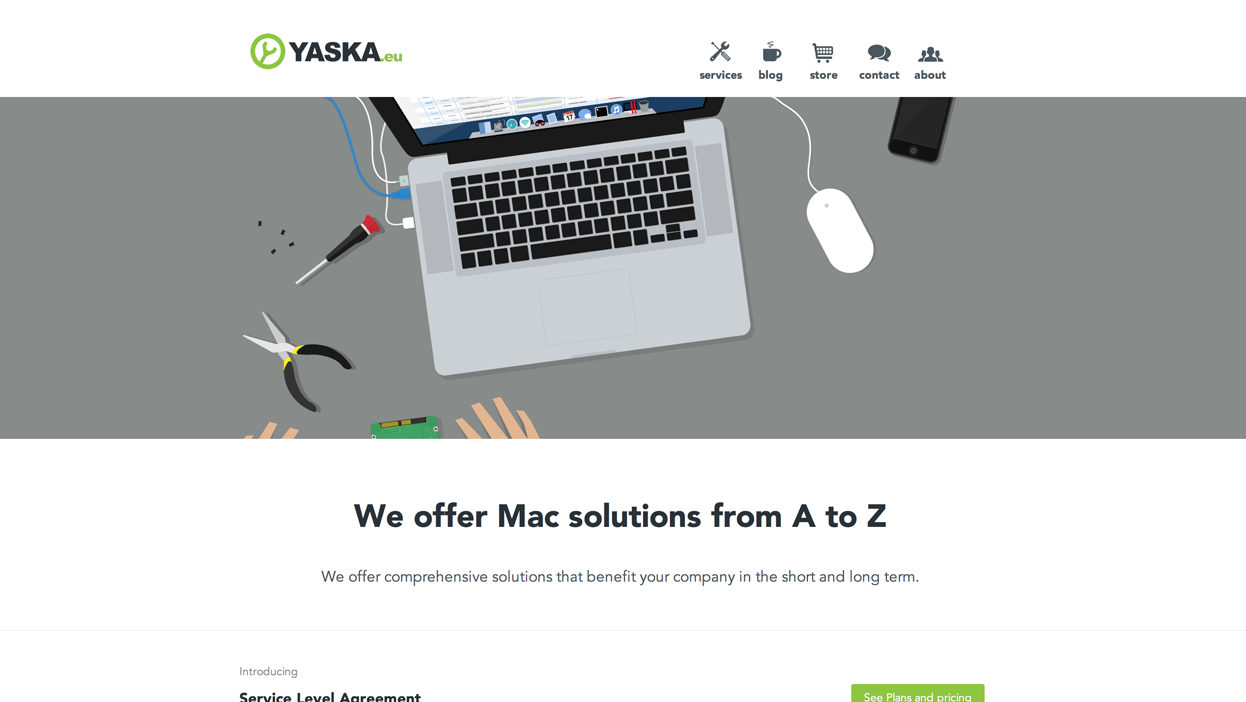 YASKA.eu
services blog store contact about
17
We offer Mac solutions from A to Z
We offer comprehensive solutions that benefit your company in the short and long term.
Introducing
Service Level Agreement
See Plans and pricing